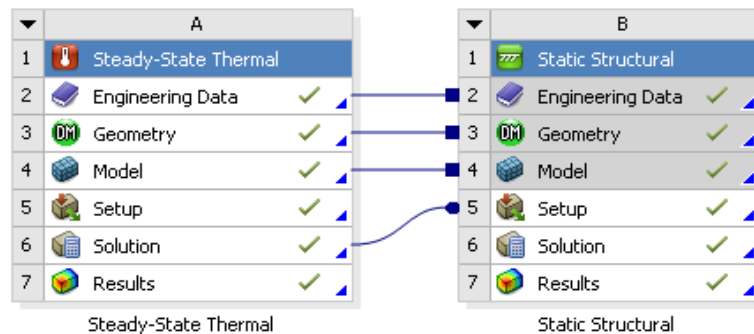 A
1 Steady-State Thermal
2 Engineering Data
3 DM Geometry
4 Model
5 Setup
6 Solution
7 Results
Steady-State Thermal
B
1 Static Structural
2 Engineering Data
3 DM Geometry
4 Model
5 Setup
6 Solution
7 Results
Static Structural